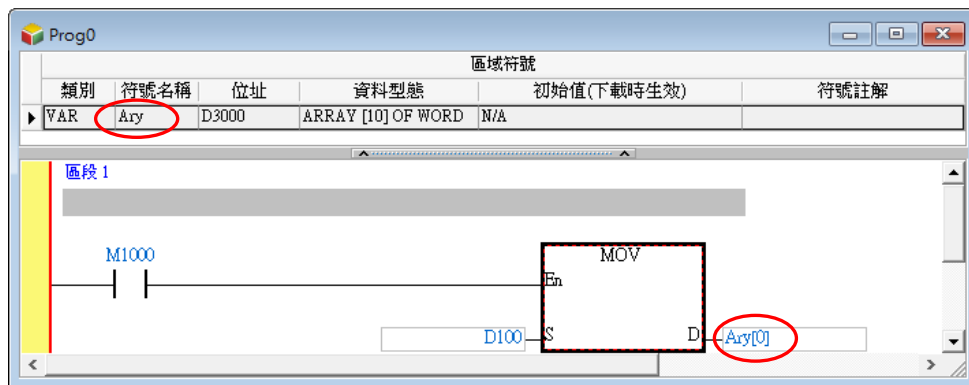 Prog0
區域符號
類別 符號名稱 位址 資料型態 初始值(下載時生效) 符號註解
VAR Ary D3000 ARRAY [10] OF WORD N/A
區段 1
M1000 MOV
En
D100 S D Ary[0]